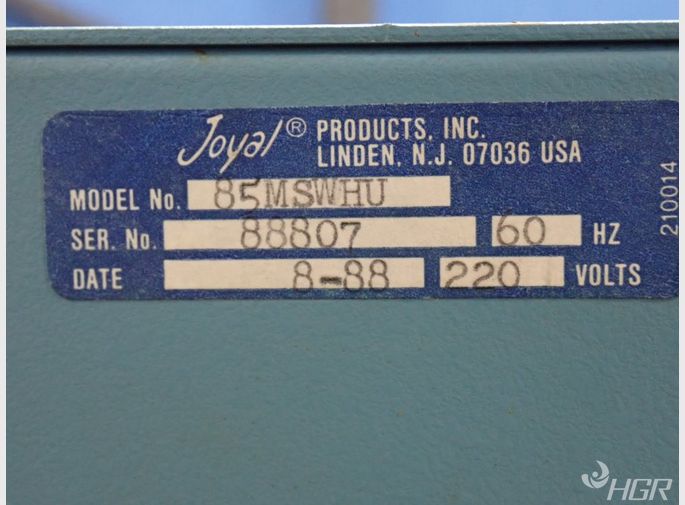 Joyal® PRODUCTS, INC.
LINDEN, N.J. 07036 USA
MODEL No. 85MSWHU
SER. No. 88807 60 HZ
DATE 8-88 220 VOLTS
210014
HGR